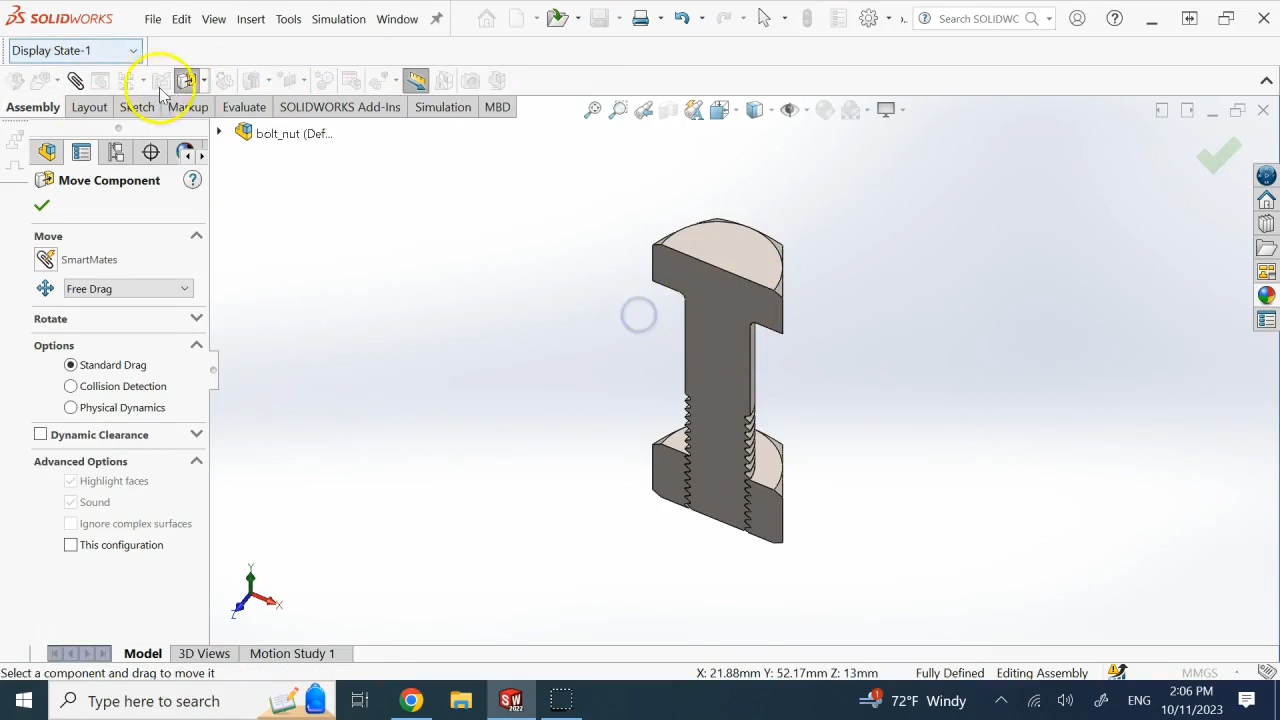 SOLIDWORKS File Edit View Insert Tools Simulation Window Search SOLIDWC
Display State-1
Assembly Layout Sketch Markup Evaluate SOLIDWORKS Add-Ins Simulation MBD
bolt_nut (Def...
Move Component
Move
SmartMates
Free Drag
Rotate
Options
Standard Drag
Collision Detection
Physical Dynamics
Dynamic Clearance
Advanced Options
Highlight faces
Sound
Ignore complex surfaces
This configuration
Y
X
Z
Model 3D Views Motion Study 1
Select a component and drag to move it X: 21.88mm Y: 52.17mm Z: 13mm Fully Defined Editing Assembly MMGS
Type here to search SW 2022 72°F Windy ENG 2:06 PM
10/11/2023